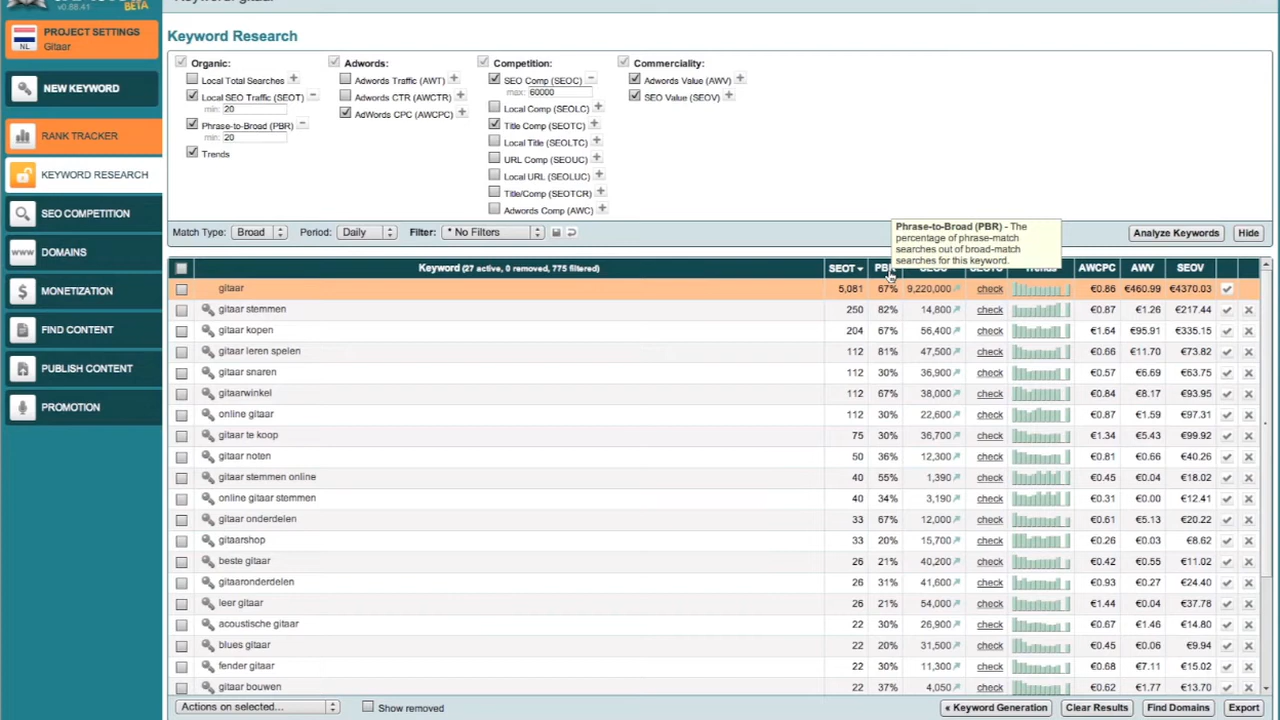 v0.88.41 BETA
PROJECT SETTINGS
NL Gitaar
NEW KEYWORD
RANK TRACKER
KEYWORD RESEARCH
SEO COMPETITION
www DOMAINS
$ MONETIZATION
FIND CONTENT
PUBLISH CONTENT
PROMOTION
Keyword: gitaar
Keyword Research
Organic:
Local Total Searches +
Local SEO Traffic (SEOT) −
min: 20
Phrase-to-Broad (PBR) −
min: 20
Trends
Adwords:
Adwords Traffic (AWT) +
Adwords CTR (AWCTR) +
AdWords CPC (AWCPC) +
Competition:
SEO Comp (SEOC) −
max: 60000
Local Comp (SEOLC) +
Title Comp (SEOTC) +
Local Title (SEOLTC) +
URL Comp (SEOUC) +
Local URL (SEOLUC) +
Title/Comp (SEOTCR) +
Adwords Comp (AWC) +
Commerciality:
Adwords Value (AWV) +
SEO Value (SEOV) +
Match Type: Broad Period: Daily Filter: * No Filters Analyze Keywords Hide
Phrase-to-Broad (PBR) - The
percentage of phrase-match
searches out of broad-match
searches for this keyword.
Keyword (27 active, 0 removed, 775 filtered) SEOT PBR SEOC SEOTC Trends AWCPC AWV SEOV
gitaar 5,081 67% 9,220,000 check €0.86 €460.99 €4370.03
gitaar stemmen 250 82% 14,800 check €0.87 €1.26 €217.44
gitaar kopen 204 67% 56,400 check €1.64 €95.91 €335.15
gitaar leren spelen 112 81% 47,500 check €0.66 €11.70 €73.82
gitaar snaren 112 30% 36,900 check €0.57 €6.69 €63.75
gitaarwinkel 112 67% 38,000 check €0.84 €8.17 €93.95
online gitaar 112 30% 22,600 check €0.87 €1.59 €97.31
gitaar te koop 75 30% 36,700 check €1.34 €5.43 €99.92
gitaar noten 50 36% 12,300 check €0.81 €0.66 €40.26
gitaar stemmen online 40 55% 1,390 check €0.45 €0.04 €18.02
online gitaar stemmen 40 34% 3,190 check €0.31 €0.00 €12.41
gitaar onderdelen 33 67% 12,000 check €0.61 €5.13 €20.22
gitaarshop 33 20% 15,700 check €0.26 €0.03 €8.62
beste gitaar 26 21% 40,200 check €0.42 €0.55 €11.02
gitaaronderdelen 26 31% 41,600 check €0.93 €0.27 €24.40
leer gitaar 26 21% 54,000 check €1.44 €0.04 €37.78
acoustische gitaar 22 30% 26,900 check €0.67 €1.46 €14.80
blues gitaar 22 20% 31,500 check €0.45 €0.06 €9.94
fender gitaar 22 30% 11,300 check €0.68 €7.11 €15.02
gitaar bouwen 22 37% 4,050 check €0.62 €1.77 €13.70
Actions on selected... Show removed « Keyword Generation Clear Results Find Domains Export